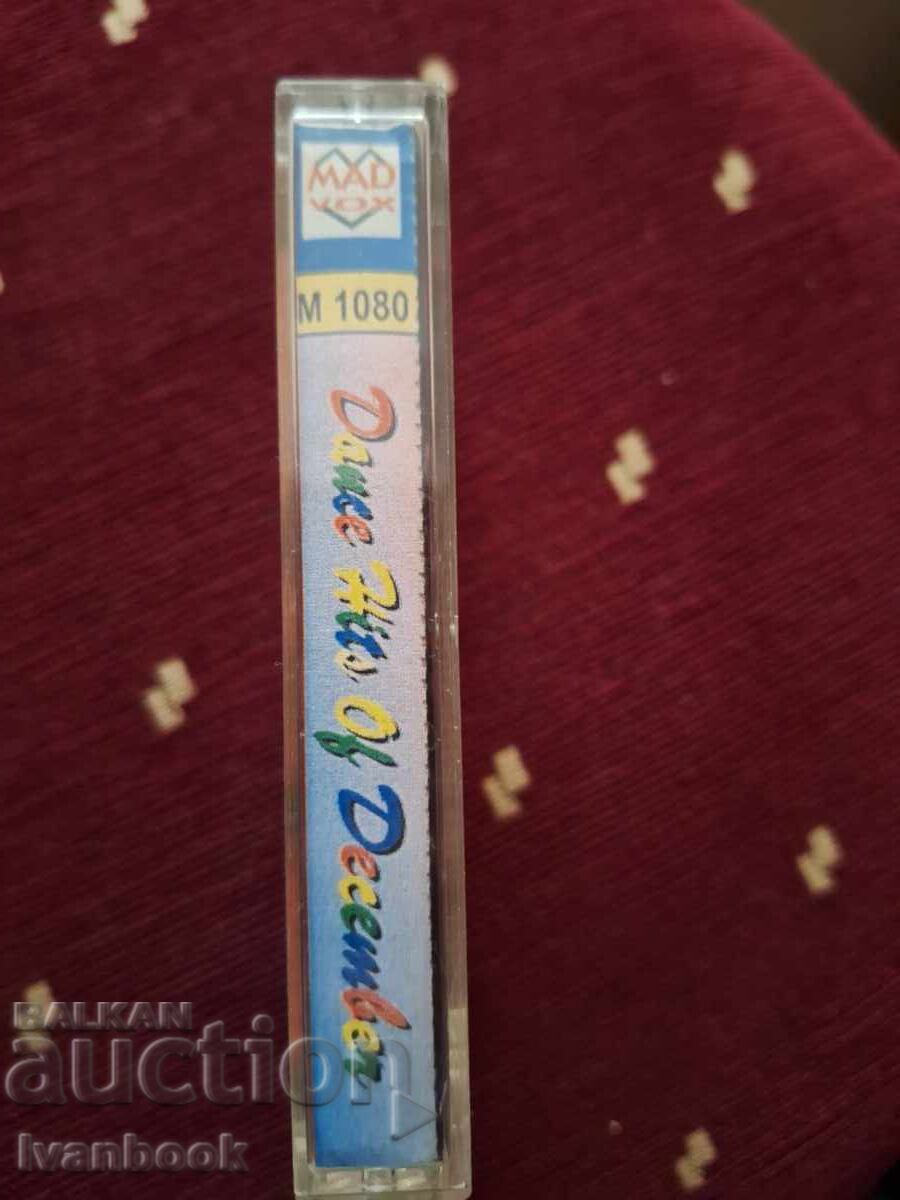 MAD
VOX
M 1080
Dance Hits Of December
BALKAN
auction
Ivanbook